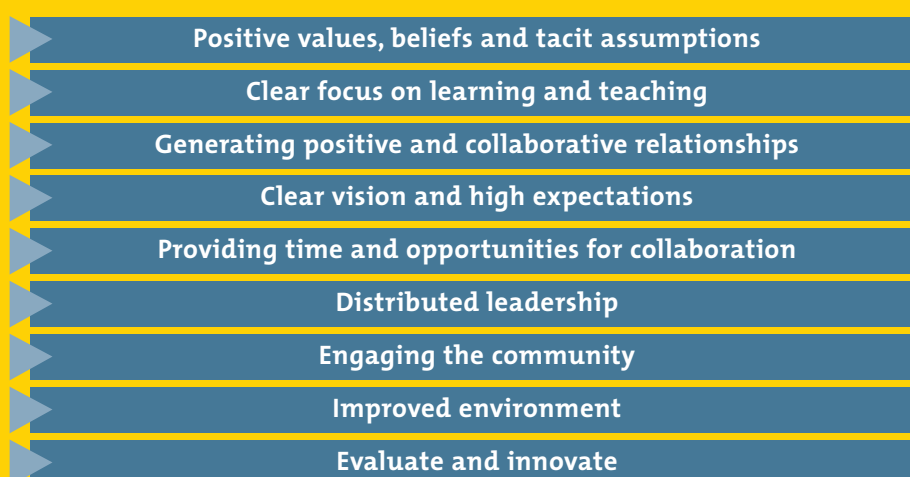 Positive values, beliefs and tacit assumptions
Clear focus on learning and teaching
Generating positive and collaborative relationships
Clear vision and high expectations
Providing time and opportunities for collaboration
Distributed leadership
Engaging the community
Improved environment
Evaluate and innovate